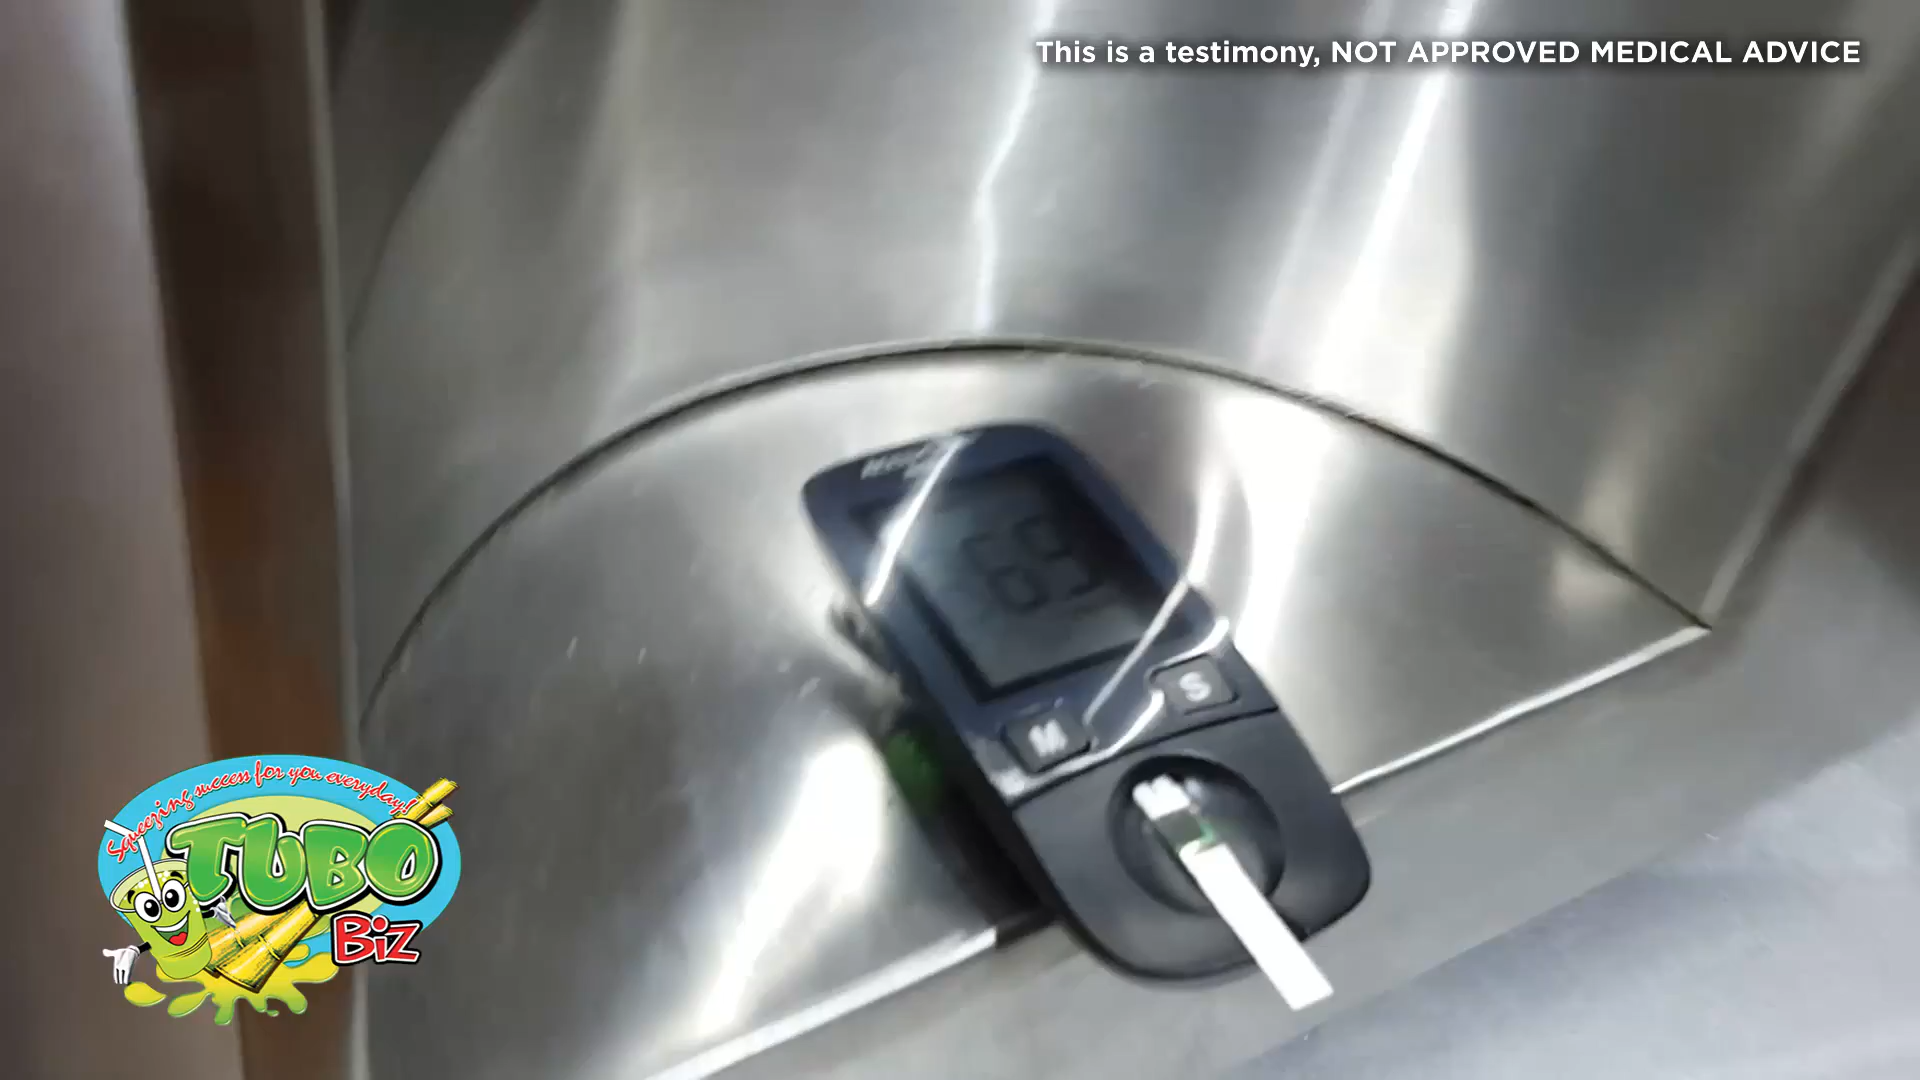 This is a testimony, NOT APPROVED MEDICAL ADVICE
M
S
Squeezing success for you everyday!
TUBO
Biz